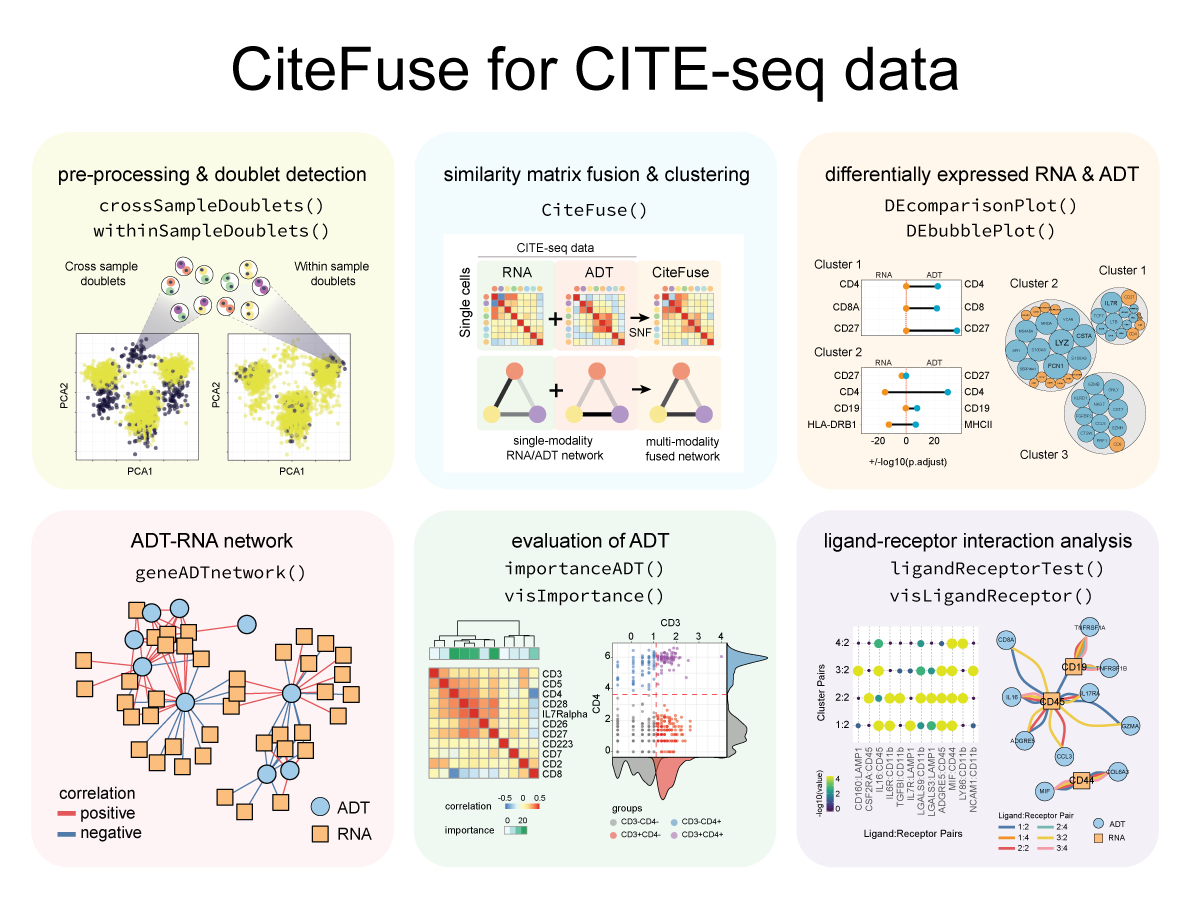 CiteFuse for CITE-seq data
pre-processing & doublet detection
crossSampleDoublets()
withinSampleDoublets()
Cross sample
doublets
Within sample
doublets
PCA2
PCA1
PCA2
PCA1
similarity matrix fusion & clustering
CiteFuse()
CITE-seq data
RNA
ADT
CiteFuse
Single cells
+
SNF
+
single-modality
RNA/ADT network
multi-modality
fused network
differentially expressed RNA & ADT
DEcomparisonPlot()
DEbubblePlot()
Cluster 1
RNA
ADT
CD4
CD4
CD8A
CD8
CD27
CD27
Cluster 2
RNA
ADT
CD27
CD27
CD4
CD4
CD19
CD19
HLA-DRB1
MHCII
-20
0
20
+/-log10(p.adjust)
Cluster 1
Cluster 2
IL7R
LYZ
CSTA
FCN1
Cluster 3
ADT-RNA network
geneADTnetwork()
correlation
positive
negative
ADT
RNA
evaluation of ADT
importanceADT()
visImportance()
CD3
CD5
CD4
CD28
IL7Ralpha
CD26
CD27
CD223
CD7
CD2
CD8
correlation
-0.5
0
0.5
importance
0
20
CD3
0
1
2
3
4
CD4
6
4
2
0
groups
CD3-CD4-
CD3-CD4+
CD3+CD4-
CD3+CD4+
ligand-receptor interaction analysis
ligandReceptorTest()
visLigandReceptor()
Cluster Pairs
4:2
3:2
2:2
1:2
CD160:LAMP1
CSF2RA:CD45
IL16:CD45
IL6R:CD11b
TGFBI:CD11b
IL7R:LAMP1
LGALS9:CD11b
LGALS3:LAMP1
ADGRE5:CD45
MIF:CD44
LY86:CD11b
NCAM1:CD11b
-log10(value)
4
2
0
Ligand:Receptor Pairs
CD8A
TNFRSF1A
CD19
TNFRSF1B
IL16
CD45
IL17RA
GZMA
ADGRE5
CCL3
CD44
COL6A3
MIF
Ligand:Receptor Pair
1:2
2:4
1:4
3:2
2:2
3:4
ADT
RNA